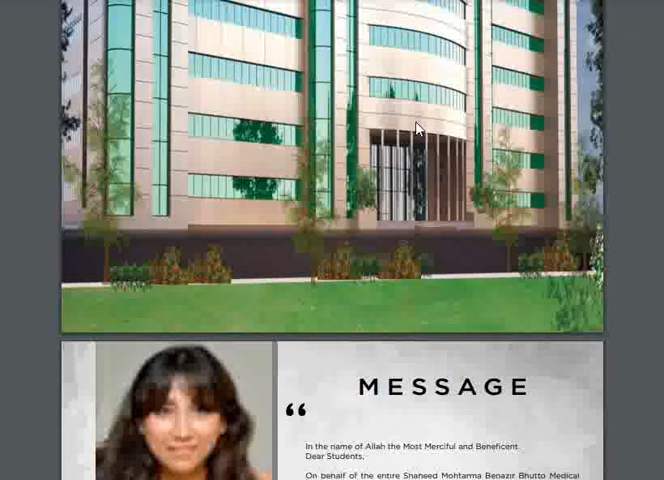 MESSAGE
“
In the name of Allah the Most Merciful and Beneficent.
Dear Students,
On behalf of the entire Shaheed Mohtarma Benazir Bhutto Medical